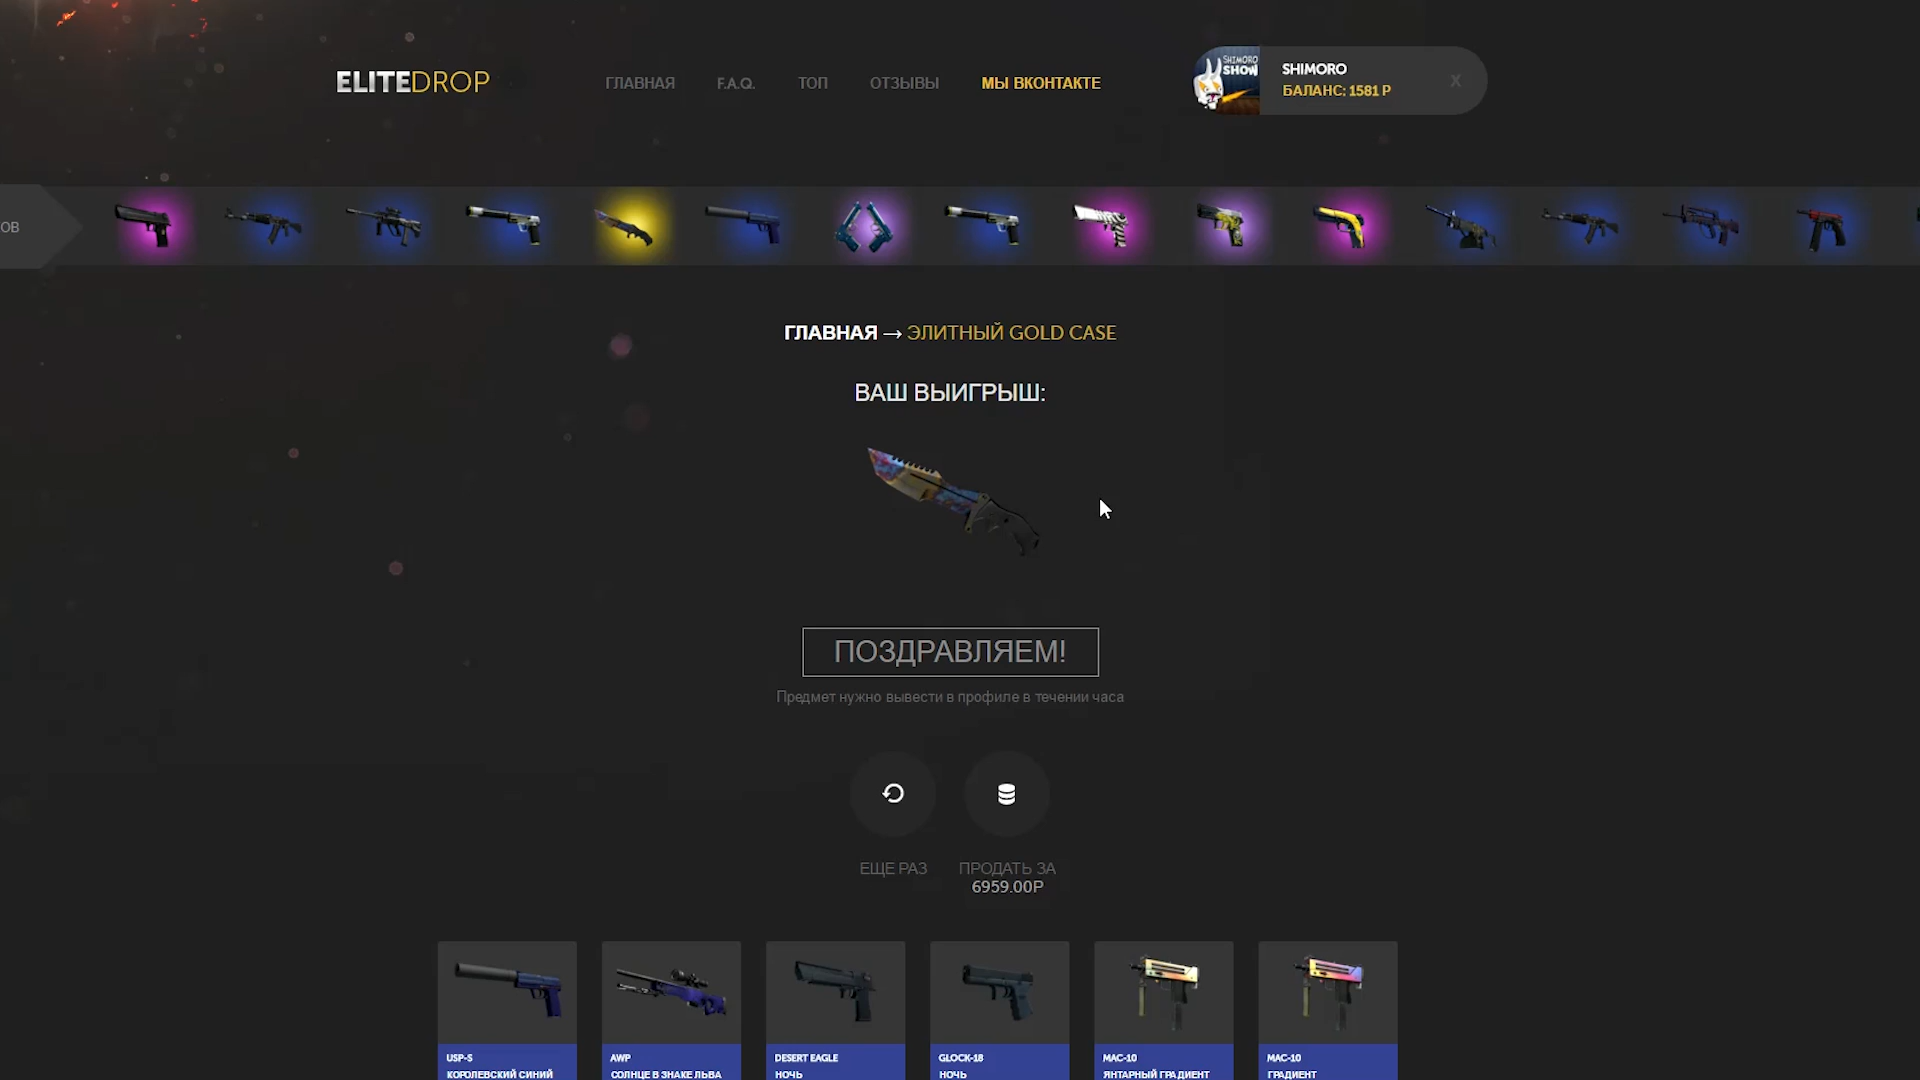 ELITEDROP
ГЛАВНАЯ
F.A.Q.
ТОП
ОТЗЫВЫ
МЫ ВКОНТАКТЕ
SHIMORO SHOW
SHIMORO
БАЛАНС: 1581 Р
X
ОВ
ГЛАВНАЯ → ЭЛИТНЫЙ GOLD CASE
ВАШ ВЫИГРЫШ:
ПОЗДРАВЛЯЕМ!
Предмет нужно вывести в профиле в течении часа
ЕЩЕ РАЗ
ПРОДАТЬ ЗА
6959.00Р
USP-S
КОРОЛЕВСКИЙ СИНИЙ
AWP
СОЛНЦЕ В ЗНАКЕ ЛЬВА
DESERT EAGLE
НОЧЬ
GLOCK-18
НОЧЬ
MAC-10
ЯНТАРНЫЙ ГРАДИЕНТ
MAC-10
ГРАДИЕНТ